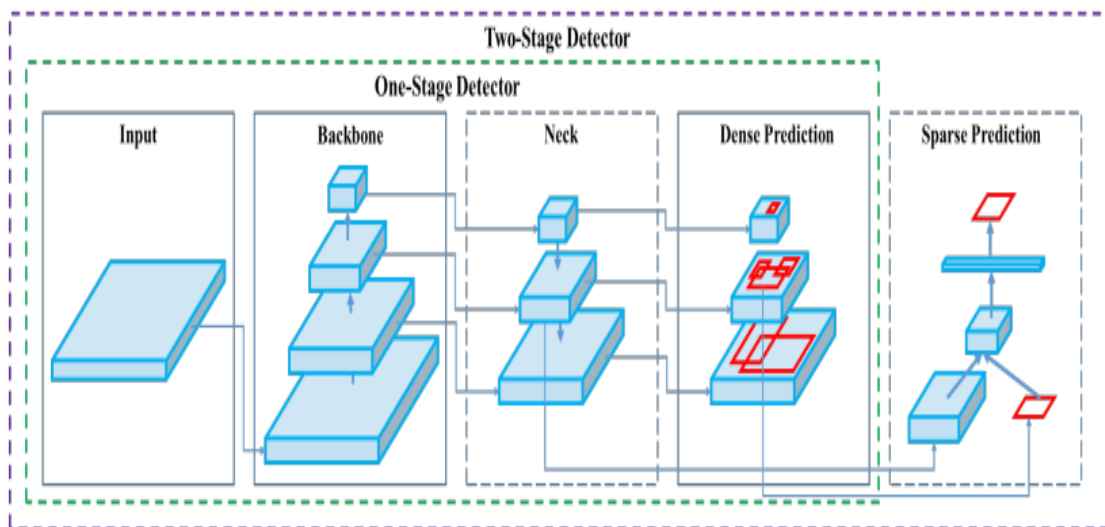 Two-Stage Detector
One-Stage Detector
Input
Backbone
Neck
Dense Prediction
Sparse Prediction